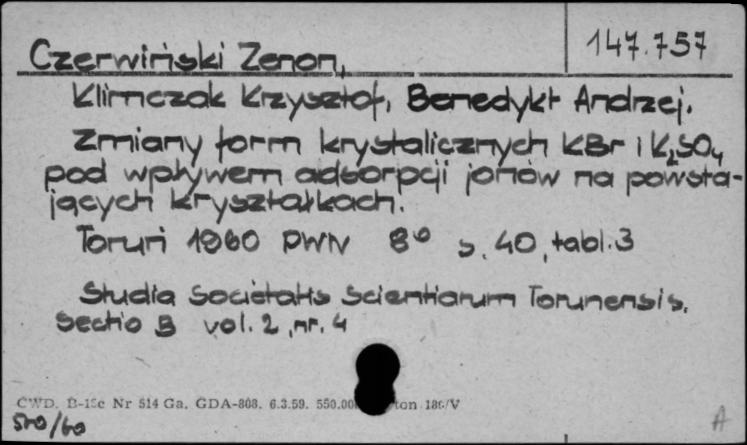 147.757
Czerwiński Zenon,
Klimczak Krzysztof, Benedykt Andrzej.
Zmiany form krystalicznych KBr i K₂SO₄
pod wpływem adsorpcji jonów na powsta-
jących kryształkach.
Toruń 1960 PWN 8° s. 40, tabl. 3
Studia Societatis Scientiarum Torunensis.
Sectio B vol. 2, nr. 4
CWD. B-15c Nr 514 Ga. GDA-808. 6.3.59. 550.00 ton 18
500/60
A